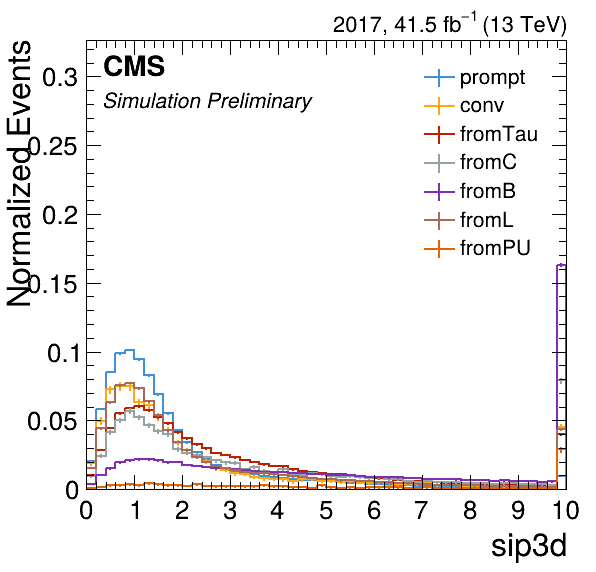 2017, 41.5 fb⁻¹ (13 TeV)
CMS
Simulation Preliminary
Normalized Events
prompt
conv
fromTau
fromC
fromB
fromL
fromPU
0.3
0.25
0.2
0.15
0.1
0.05
0
0 1 2 3 4 5 6 7 8 9 10
sip3d